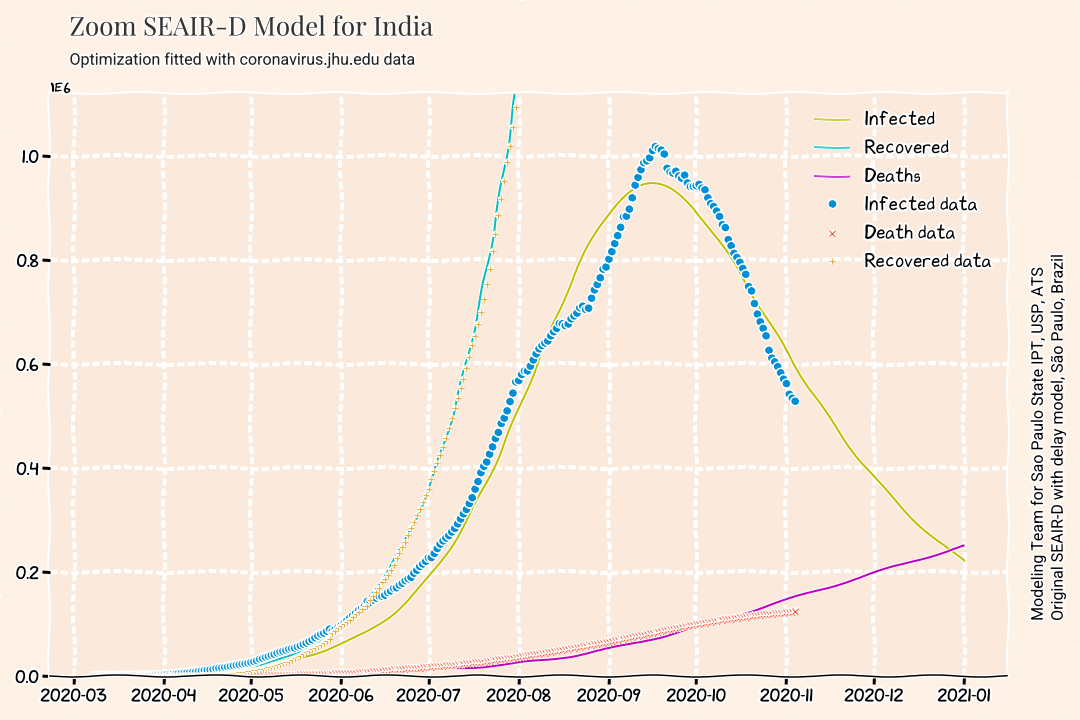 Zoom SEAIR-D Model for India
Optimization fitted with coronavirus.jhu.edu data
1E6
Infected
Recovered
Deaths
Infected data
Death data
Recovered data
1.0
0.8
0.6
0.4
0.2
0.0
2020-03 2020-04 2020-05 2020-06 2020-07 2020-08 2020-09 2020-10 2020-11 2020-12 2021-01
Modeling Team for Sao Paulo State IPT, USP, ATS
Original SEAIR-D with delay model, São Paulo, Brazil